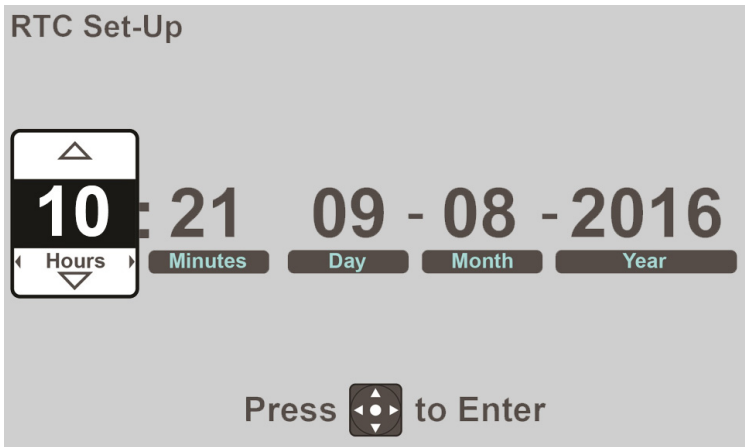 RTC Set-Up
10 : 21 09 - 08 - 2016
Hours Minutes Day Month Year
Press to Enter